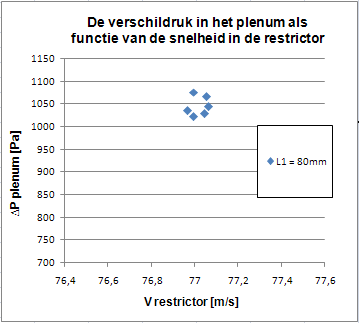 De verschildruk in het plenum als
functie van de snelheid in de restrictor
1150
1100
1050
1000
950
900
850
800
750
700
ΔP plenum [Pa]
L1 = 80mm
76,4 76,6 76,8 77 77,2 77,4 77,6
V restrictor [m/s]